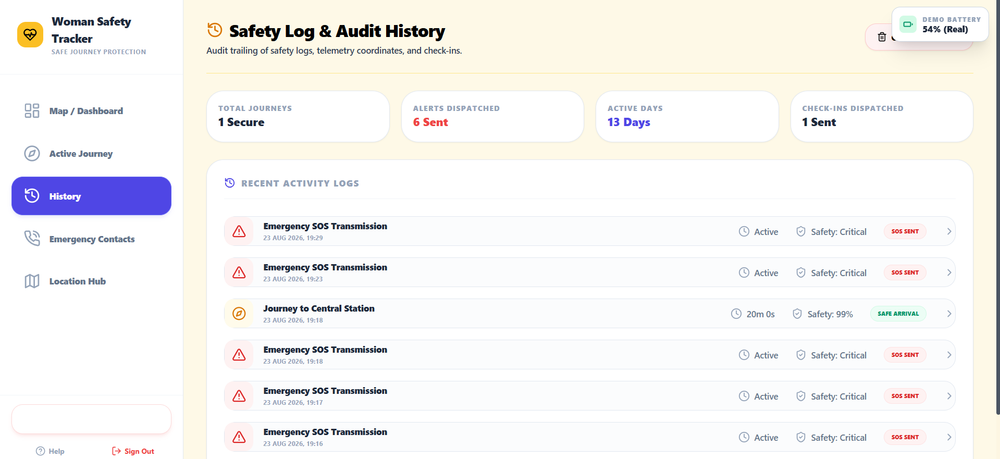 Woman Safety
Tracker
SAFE JOURNEY PROTECTION
Map / Dashboard
Active Journey
History
Emergency Contacts
Location Hub
Help
Sign Out
Safety Log & Audit History
Audit trailing of safety logs, telemetry coordinates, and check-ins.
DEMO BATTERY
54% (Real)
TOTAL JOURNEYS
1 Secure
ALERTS DISPATCHED
6 Sent
ACTIVE DAYS
13 Days
CHECK-INS DISPATCHED
1 Sent
RECENT ACTIVITY LOGS
Emergency SOS Transmission
23 AUG 2026, 19:29
Active
Safety: Critical
SOS SENT
Emergency SOS Transmission
23 AUG 2026, 19:23
Active
Safety: Critical
SOS SENT
Journey to Central Station
23 AUG 2026, 19:18
20m 0s
Safety: 99%
SAFE ARRIVAL
Emergency SOS Transmission
23 AUG 2026, 19:18
Active
Safety: Critical
SOS SENT
Emergency SOS Transmission
23 AUG 2026, 19:17
Active
Safety: Critical
SOS SENT
Emergency SOS Transmission
23 AUG 2026, 19:16
Active
Safety: Critical
SOS SENT